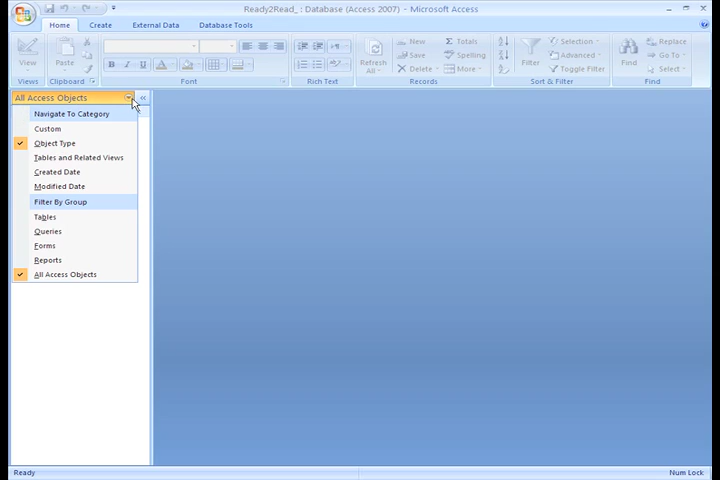 Ready2Read_ : Database (Access 2007) - Microsoft Access
Home Create External Data Database Tools
View
Views
Paste
Clipboard
B I U A
Font
Rich Text
Refresh All
New Totals
Save Spelling
Delete More
Records
Filter
Selection
Advanced
Toggle Filter
Sort & Filter
Find
Replace
Go To
Select
Find
All Access Objects
Navigate To Category
Custom
Object Type
Tables and Related Views
Created Date
Modified Date
Filter By Group
Tables
Queries
Forms
Reports
All Access Objects
Ready Num Lock